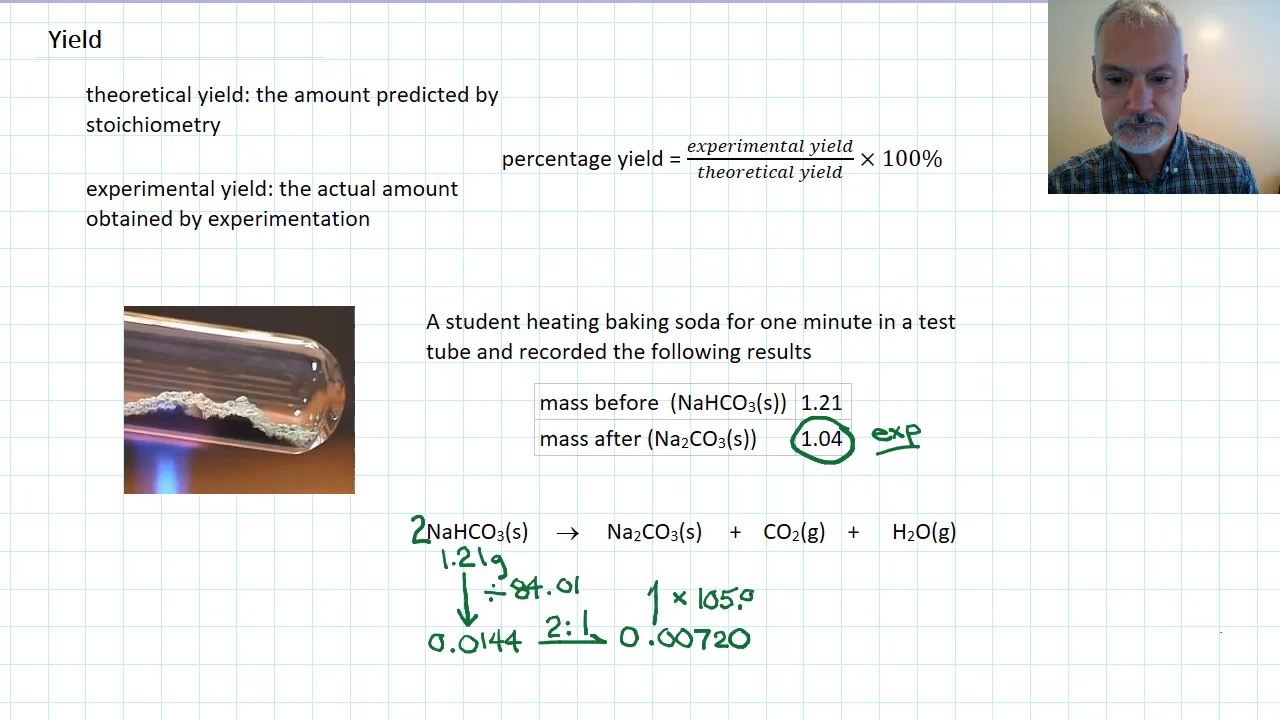 Yield
theoretical yield: the amount predicted by
stoichiometry
percentage yield = experimental yield / theoretical yield × 100%
experimental yield: the actual amount
obtained by experimentation
A student heating baking soda for one minute in a test
tube and recorded the following results
mass before (NaHCO₃(s)) 1.21
mass after (Na₂CO₃(s)) 1.04 exp
2NaHCO₃(s) → Na₂CO₃(s) + CO₂(g) + H₂O(g)
1.21g
÷84.01
× 105.9
0.0144 2:1 0.00720